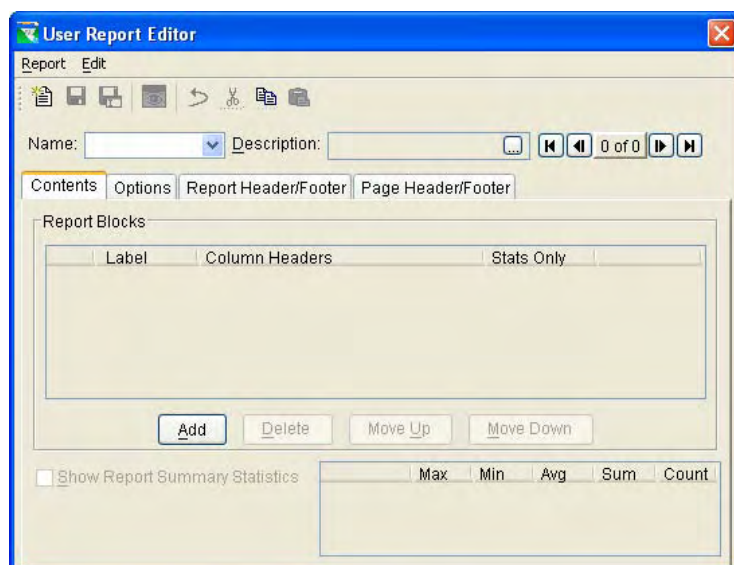 User Report Editor
Report Edit
Name: Description: ... 0 of 0
Contents Options Report Header/Footer Page Header/Footer
Report Blocks
Label Column Headers Stats Only
Add Delete Move Up Move Down
Show Report Summary Statistics Max Min Avg Sum Count